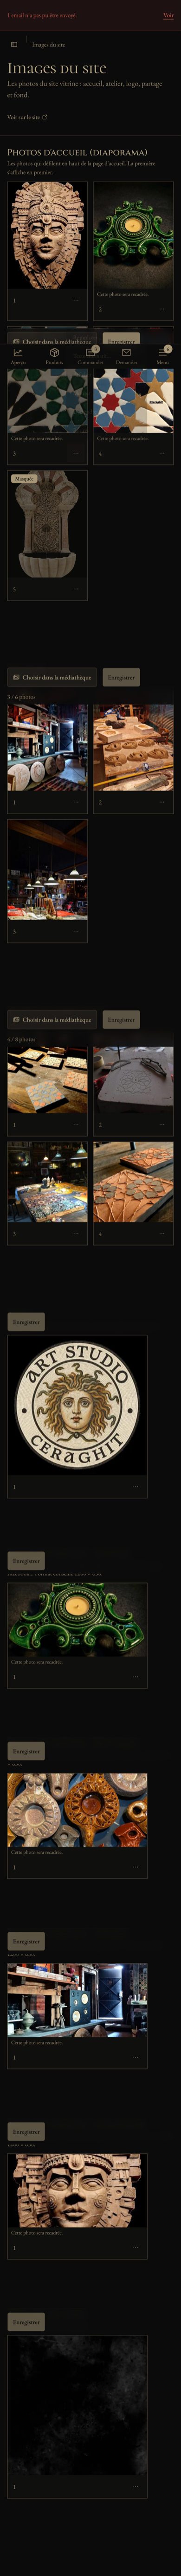 1 email n'a pas pu être envoyé.
Voir
Images du site
Images du site
Les photos du site vitrine : accueil, atelier, logo, partage
et fond.
Voir sur le site
Photos d'accueil (diaporama)
Les photos qui défilent en haut de la page d'accueil. La première
s'affiche en premier.
1
Cette photo sera recadrée.
2
Choisir dans la médiathèque
Enregistrer
Aperçu
Produits
Commandes
Demandes
Menu
Cette photo sera recadrée.
3
Cette photo sera recadrée.
4
Masquée
5
Choisir dans la médiathèque
Enregistrer
3 / 6 photos
1
2
3
Choisir dans la médiathèque
Enregistrer
4 / 8 photos
1
2
3
4
Enregistrer
ART STUDIO
CERAGHIT
1
Enregistrer
Cette photo sera recadrée.
1
Enregistrer
Cette photo sera recadrée.
1
Enregistrer
Cette photo sera recadrée.
1
Enregistrer
Cette photo sera recadrée.
1
Enregistrer
1